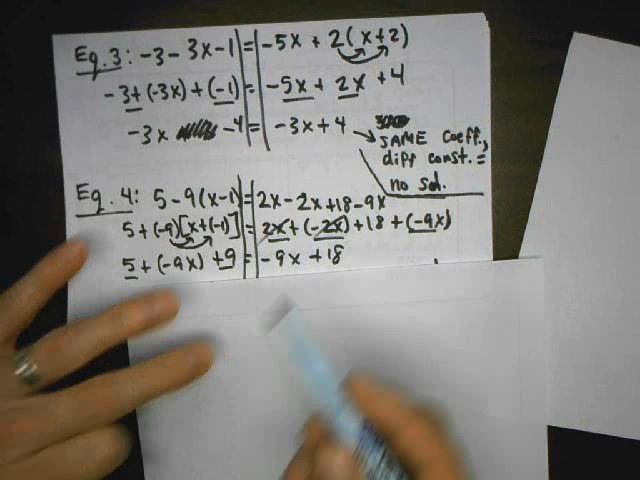 Eg. 3: -3 - 3x - 1 = -5x + 2(x+2)
-3 + (-3x) + (-1) = -5x + 2x + 4
-3x -4 = -3x + 4 → SAME coeff.,
diff const. =
no sol.
Eg. 4: 5 - 9(x-1) = 2x - 2x + 18 - 9x
5 + (-9)[x+(-1)] = 2x + (-2x) + 18 + (-9x)
5 + (-9x) + 9 = -9x + 18